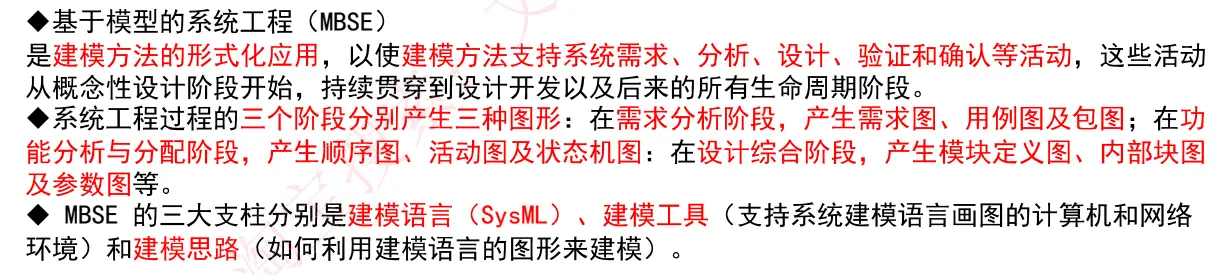 ◆基于模型的系统工程（MBSE）
是建模方法的形式化应用，以使建模方法支持系统需求、分析、设计、验证和确认等活动，这些活动
从概念性设计阶段开始，持续贯穿到设计开发以及后来的所有生命周期阶段。
◆系统工程过程的三个阶段分别产生三种图形：在需求分析阶段，产生需求图、用例图及包图；在功
能分析与分配阶段，产生顺序图、活动图及状态机图：在设计综合阶段，产生模块定义图、内部块图
及参数图等。
◆ MBSE 的三大支柱分别是建模语言（SysML）、建模工具（支持系统建模语言画图的计算机和网络
环境）和建模思路（如何利用建模语言的图形来建模）。